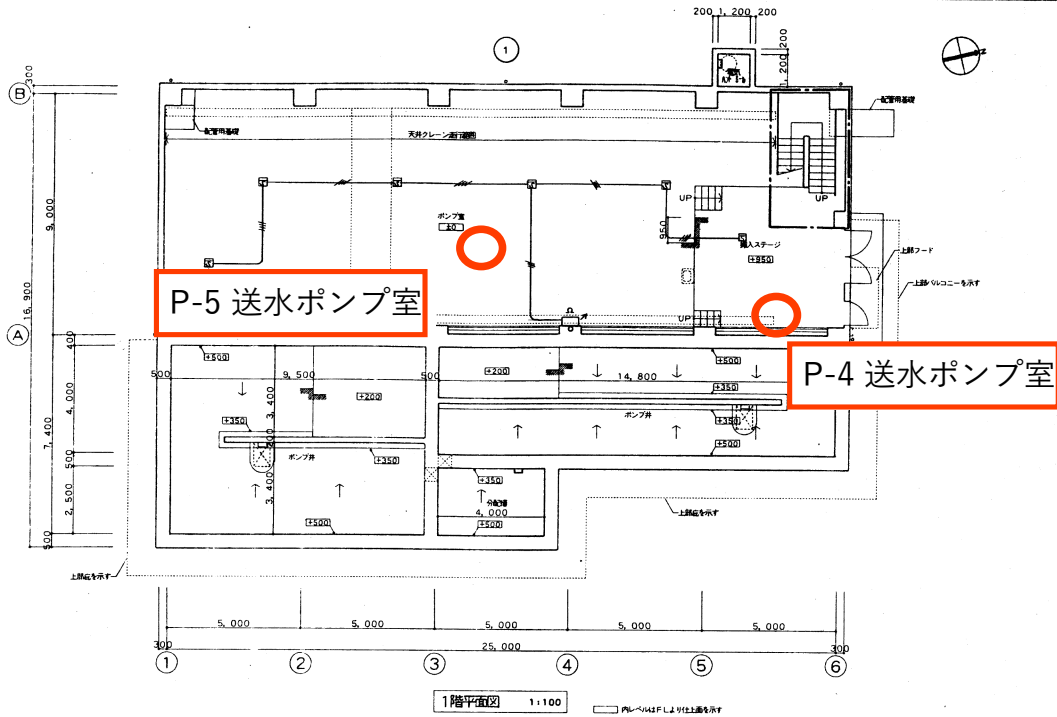 200 1,200 200
1
200
1,200
N
B
300
配管用基礎
配管用基礎
天井クレーン走行範囲
UP
UP
ポンプ室
±0
950
搬入ステージ
+950
上部フード
上部バルコニーを示す
9,000
16,900
P-5 送水ポンプ室
UP
A
P-4 送水ポンプ室
400
+500
+500
500
9,500
500
+200
14,800
+350
4,000
3,400
+200
+350
ポンプ井
+350
7,400
200
+500
ポンプ井
+350
500
+350
3,400
2,500
分配槽
4,000
+500
+500
上部庇を示す
500
上部庇を示す
5,000 5,000 5,000 5,000 5,000
300
25,000
300
1 2 3 4 5 6
1階平面図 1:100
内レベルはFLより仕上面を示す